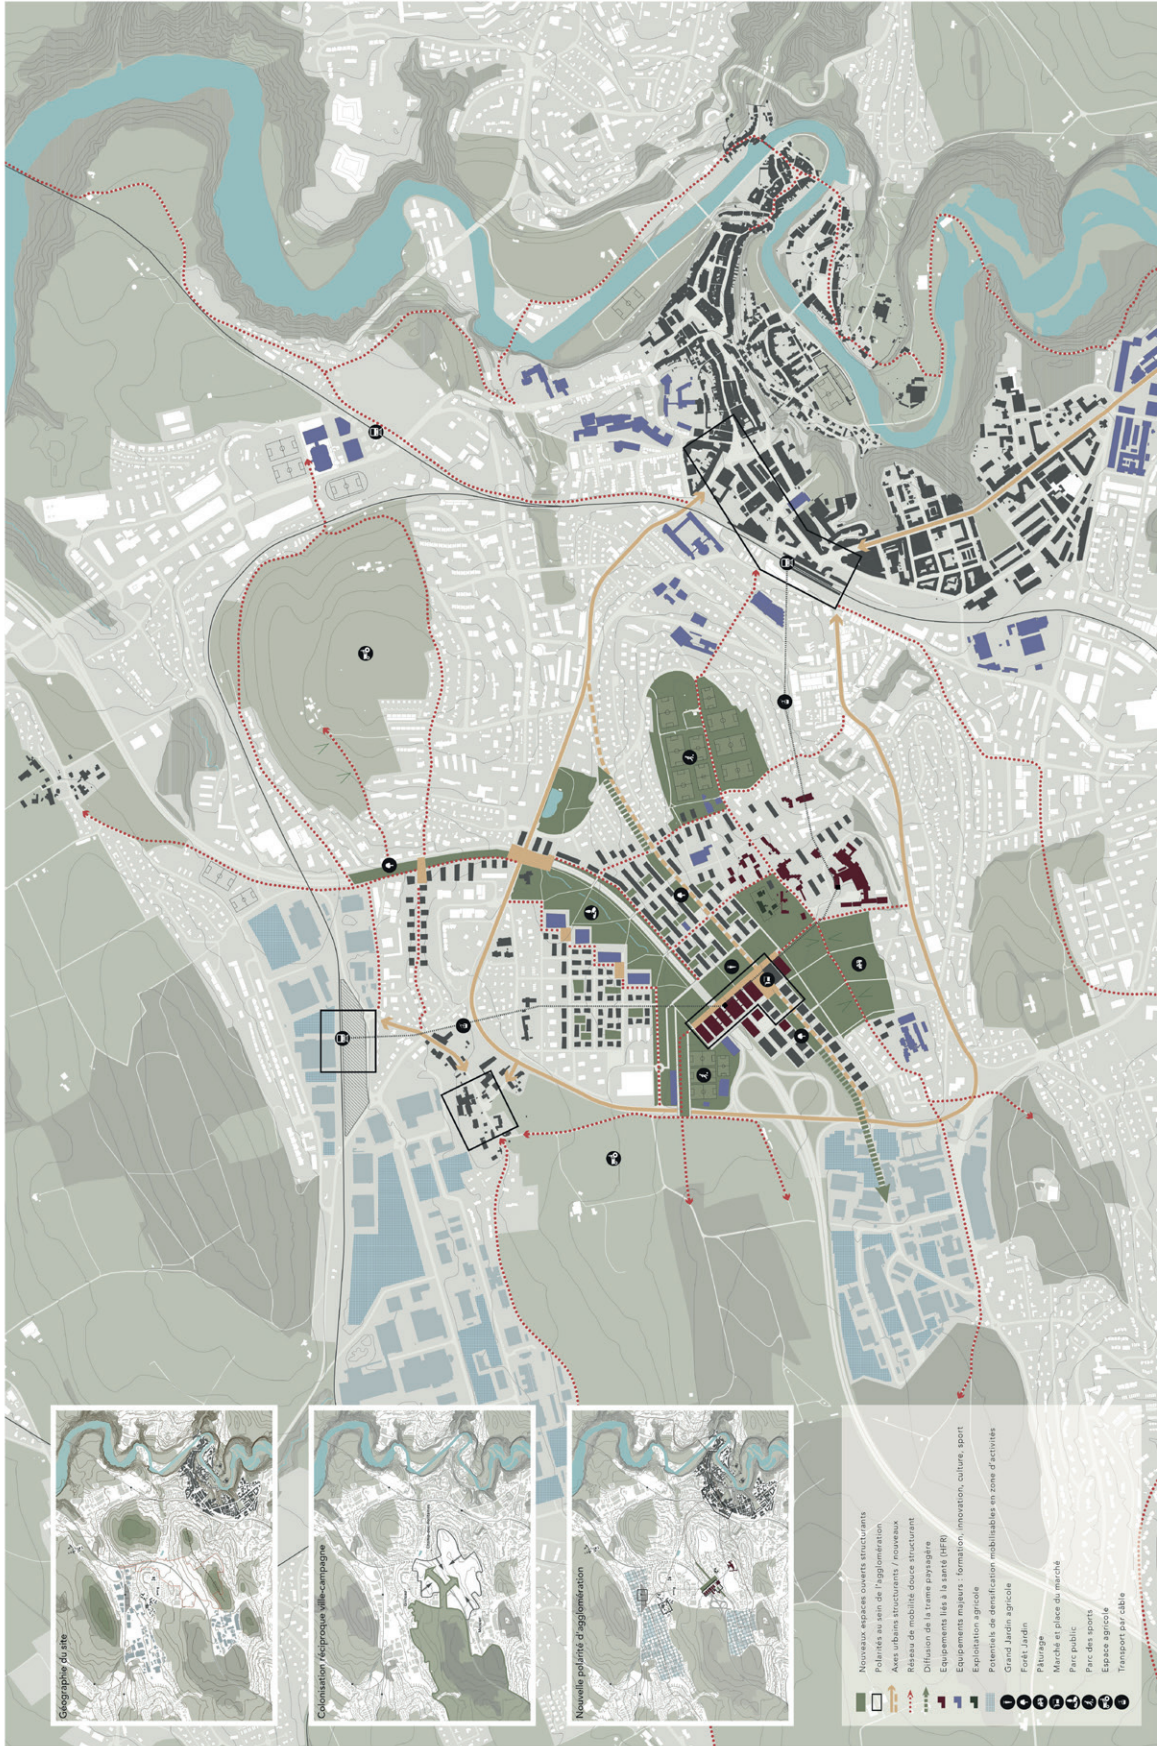 Géographie du site
Colonisation réciproque ville-campagne
Nouvelle polarité d'agglomération
Nouveaux espaces ouverts structurants
Polarités au sein de l'agglomération
Axes urbains structurants / nouveaux
Réseau de mobilité douce structurant
Diffusion de la trame paysagère
Equipements liés à la santé (HFR)
Equipements majeurs : formation, innovation, culture, sport
Exploitation agricole
Potentiels de densification mobilisables en zone d'activités
Grand Jardin agricole
Forêt Jardin
Pâturage
Marché et place du marché
Parc public
Parc des sports
Espace agricole
Transport par câble